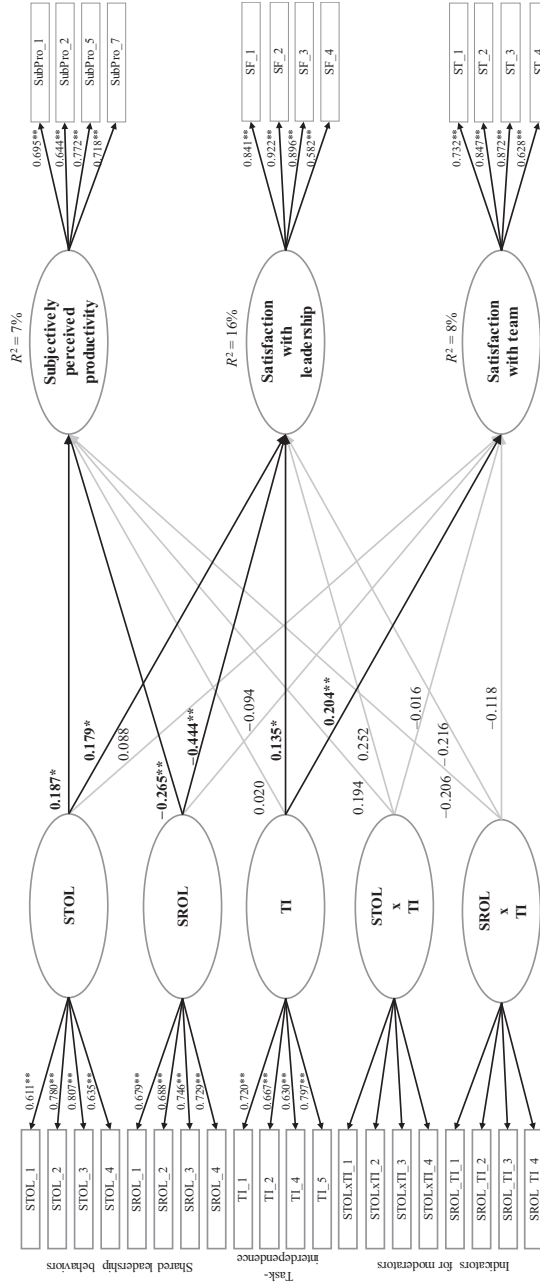 Shared leadership
behaviors
Task-
interdependence
Indicators
for moderators
STOL_1
STOL_2
STOL_3
STOL_4
SROL_1
SROL_2
SROL_3
SROL_4
TI_1
TI_2
TI_4
TI_5
STOLxTI_1
STOLxTI_2
STOLxTI_3
STOLxTI_4
SROL_TI_1
SROL_TI_2
SROL_TI_3
SROL_TI_4
0.611**
0.780**
0.807**
0.635**
0.679**
0.688**
0.746**
0.729**
0.720**
0.667**
0.630**
0.797**
STOL
SROL
TI
STOL
x
TI
SROL
x
TI
0.187*
0.179*
0.088
−0.265**
−0.444**
−0.094
0.020
0.135*
0.204**
0.194
0.252
−0.016
−0.206
−0.216
−0.118
R² = 7%
Subjectively
perceived
productivity
R² = 16%
Satisfaction
with
leadership
R² = 8%
Satisfaction
with team
0.695**
0.644**
0.772**
0.718**
0.841**
0.922**
0.896**
0.582**
0.732**
0.847**
0.872**
0.628**
SubPro_1
SubPro_2
SubPro_5
SubPro_7
SF_1
SF_2
SF_3
SF_4
ST_1
ST_2
ST_3
ST_4